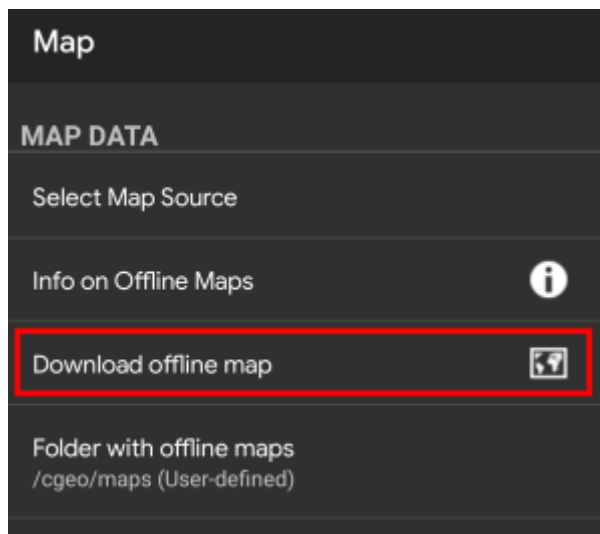 Map
MAP DATA
Select Map Source
Info on Offline Maps
Download offline map
Folder with offline maps
/cgeo/maps (User-defined)